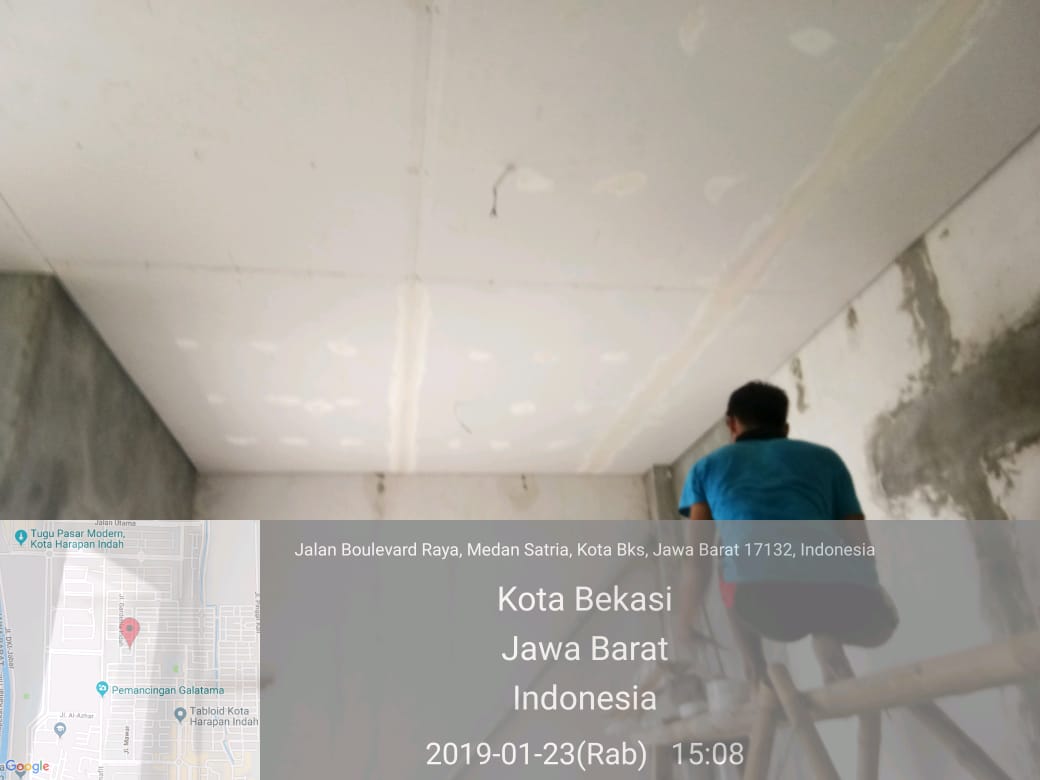 Jalan Boulevard Raya, Medan Satria, Kota Bks, Jawa Barat 17132, Indonesia
Kota Bekasi
Jawa Barat
Indonesia
2019-01-23(Rab) 15:08
Jalan Utama
Tugu Pasar Modern,
Kota Harapan Indah
Pemancingan Galatama
Tabloid Kota
Harapan Indah
Jl. Al-Azhar
Jl. Mawar
Google